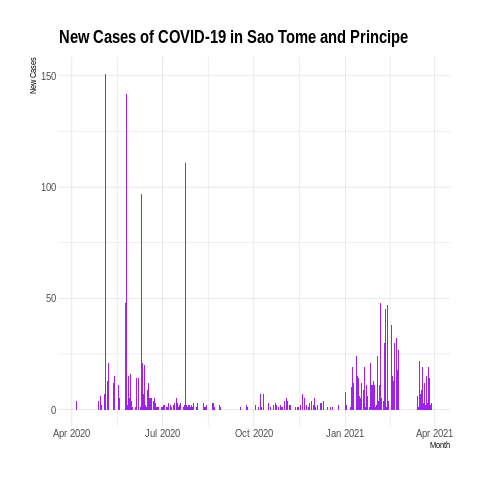 New Cases of COVID-19 in Sao Tome and Principe
New Cases
150
100
50
0
Apr 2020 Jul 2020 Oct 2020 Jan 2021 Apr 2021
Month